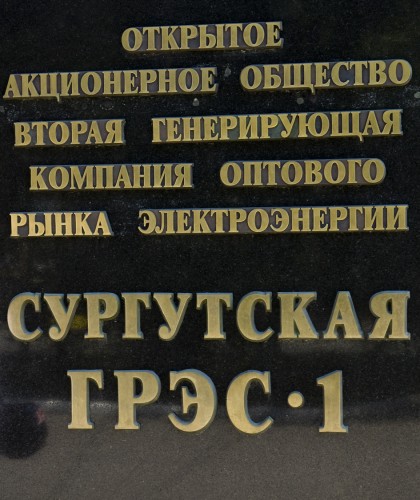 ОТКРЫТОЕ
АКЦИОНЕРНОЕ ОБЩЕСТВО
ВТОРАЯ ГЕНЕРИРУЮЩАЯ
КОМПАНИЯ ОПТОВОГО
РЫНКА ЭЛЕКТРОЭНЕРГИИ
СУРГУТСКАЯ
ГРЭС·1